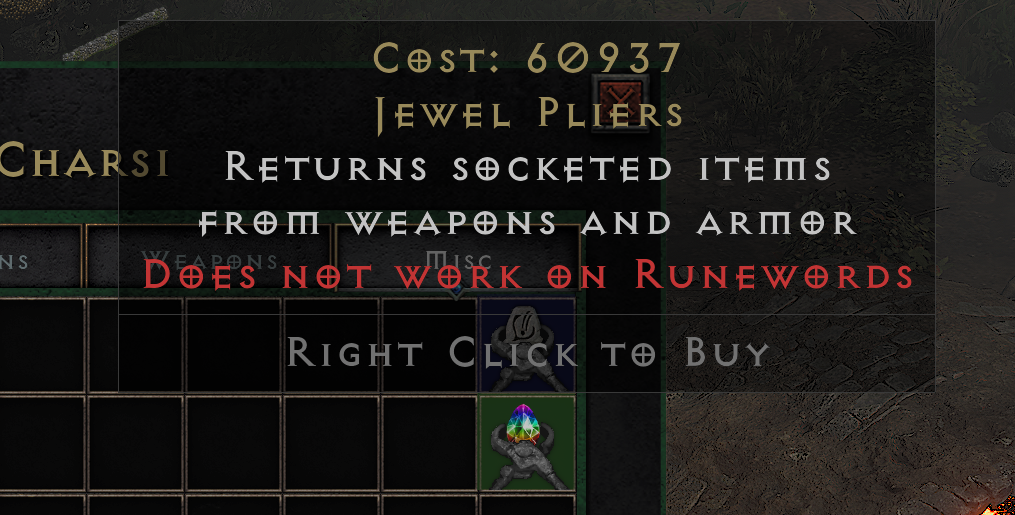 Cost: 60937
Jewel Pliers
Charsi
Returns socketed items
from weapons and armor
ns
Weapons
Misc
Does not work on Runewords
Right Click to Buy